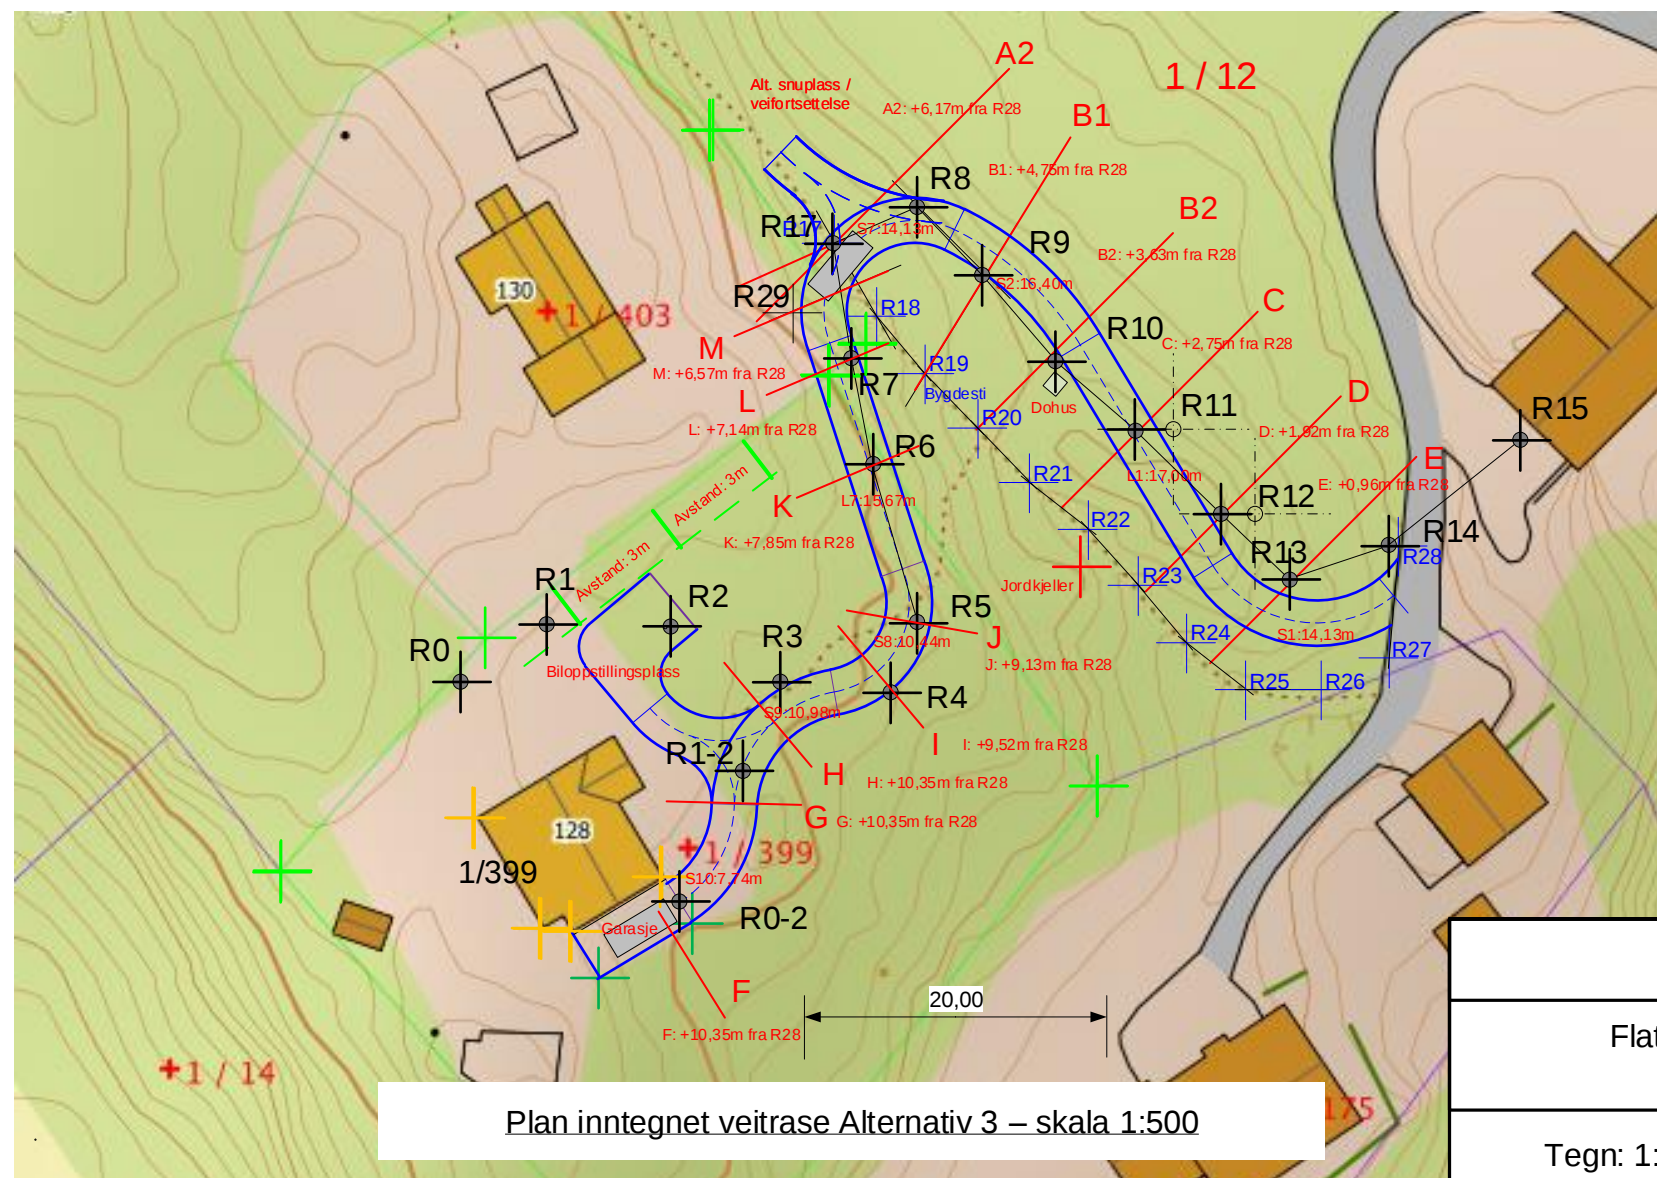 A2
1 / 12
Alt. snuplass /
veifortsettelse
A2: +6,17m fra R28
B1
B1: +4,75m fra R28
R8
R17
S7:14,13m
B2
R9
B2: +3,63m fra R28
S2:16,40m
130
1 / 403
R29
R18
C
R10
C: +2,75m fra R28
M
M: +6,57m fra R28
R19
R7
Bygdesti
L
D
R11
R15
Dohus
R20
L: +7,14m fra R28
D: +1,92m fra R28
R6
E
Avstand: 3m
R21
L1:17,00m
E: +0,96m fra R28
K
L7:15,67m
R12
R22
R14
K: +7,85m fra R28
Avstand: 3m
R13
R28
R1
R23
Jordkjeller
R2
R5
R0
R3
S8:10,44m
J
R24
S1:14,13m
J: +9,13m fra R28
R27
Biloppstillingsplass
R25
R26
R4
S9:10,98m
I
I: +9,52m fra R28
R1-2
H
H: +10,35m fra R28
G
G: +10,35m fra R28
128
1 / 399
1/399
S10:7,74m
R0-2
Garasje
F
20,00
F: +10,35m fra R28
1 / 14
175
Plan inntegnet veitrase Alternativ 3 – skala 1:500
Flat
Tegn: 1: